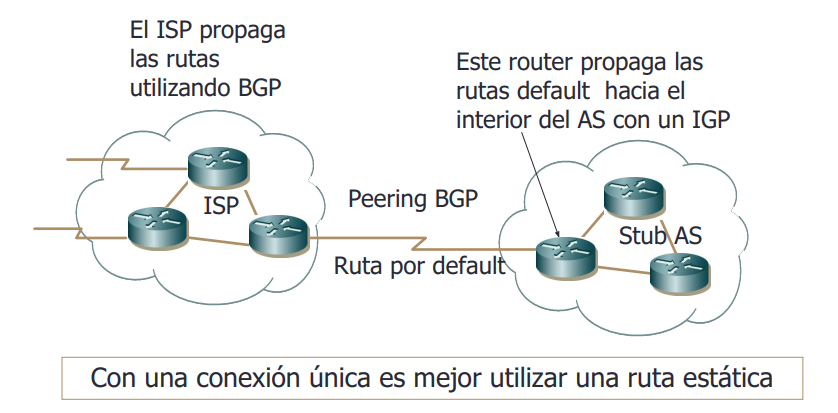 El ISP propaga
las rutas
utilizando BGP
Este router propaga las
rutas default hacia el
interior del AS con un IGP
ISP
Peering BGP
Ruta por default
Stub AS
Con una conexión única es mejor utilizar una ruta estática